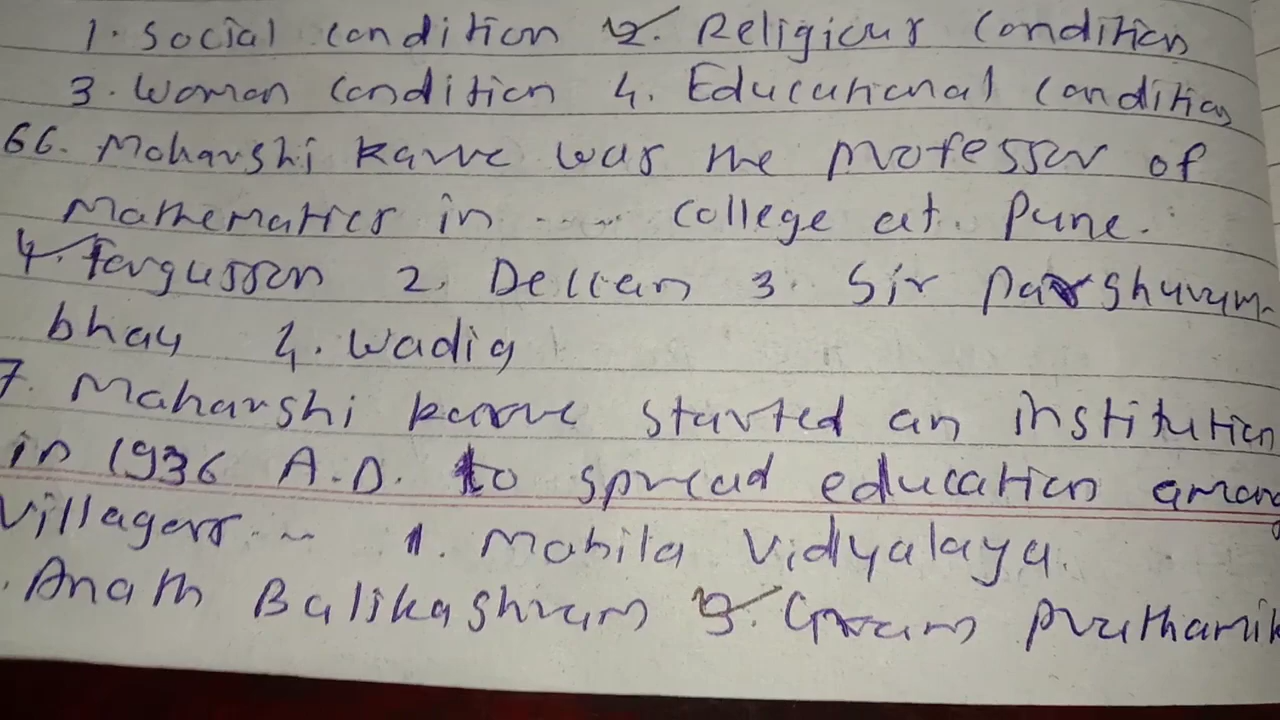 1. Social condition 2. Religious condition
3. Woman condition 4. Educational condition
66. Maharshi Karve was the professor of
Mathematics in ..... college at. Pune.
1. Fergusson 2. Deccan 3. Sir Parshuram-
bhau 4. Wadia
7. Maharshi Karve started an institution
in 1936 A.D. to spread education among
villagers... 1. Mahila Vidyalaya.
. Anath Balikashram 3. Gram Prathamik